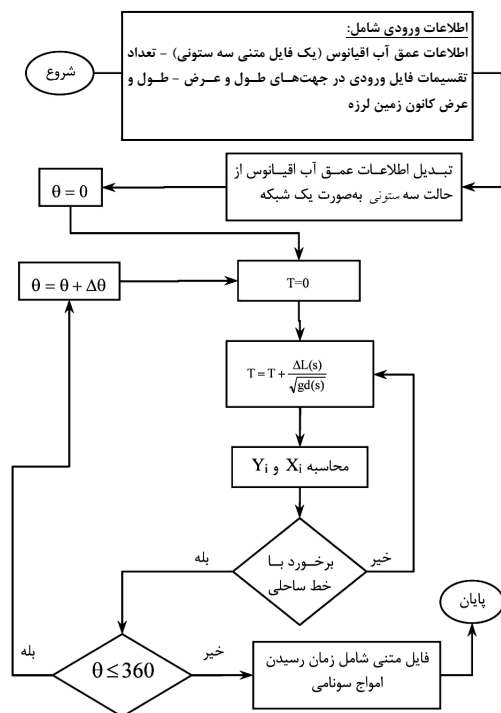 شروع
اطلاعات ورودی شامل:
اطلاعات عمق آب اقیانوس (یک فایل متنی سه ستونی) - تعداد
تقسیمات فایل ورودی در جهت‌های طول و عرض - طول و
عرض کانون زمین لرزه
تبدیل اطلاعات عمق آب اقیانوس از
حالت سه ستونی به‌صورت یک شبکه
θ = 0
T=0
θ = θ + Δθ
T = T + ΔL(s)/√gd(s)
محاسبه Xi و Yi
برخورد با
خط ساحلی
خیر
بله
θ ≤ 360
بله
خیر
فایل متنی شامل زمان رسیدن
امواج سونامی
پایان